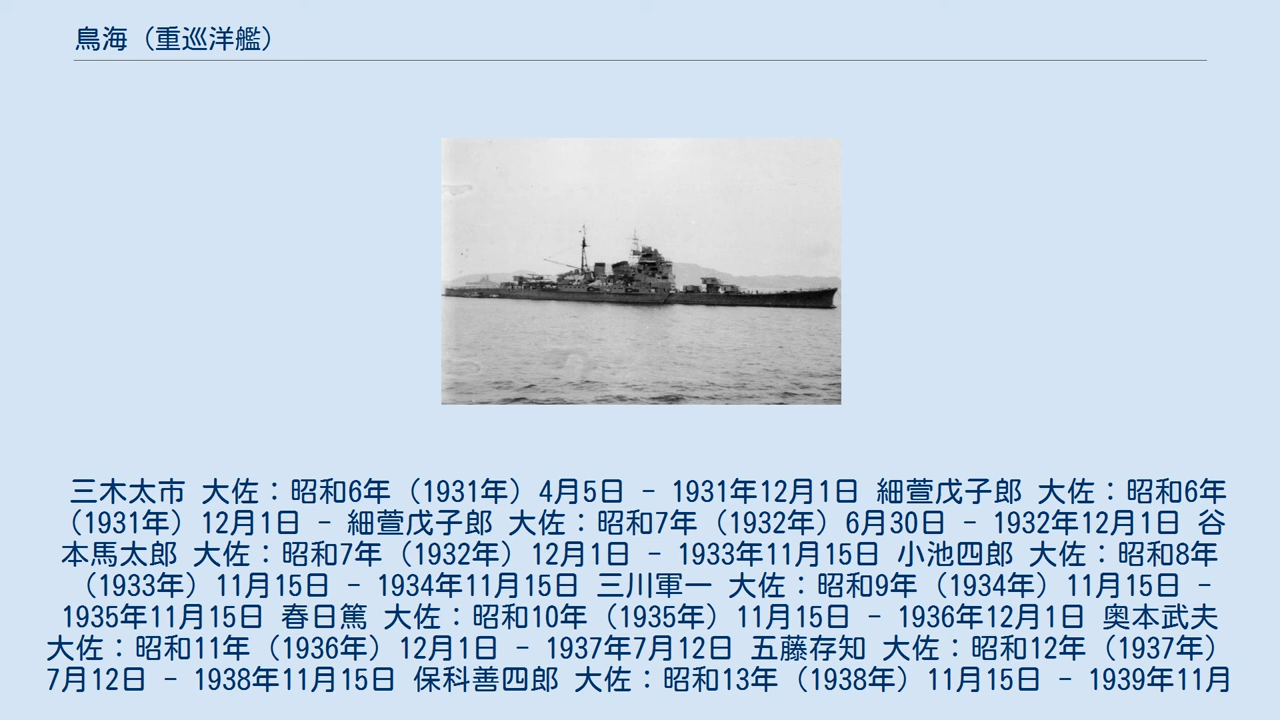 鳥海（重巡洋艦）
三木太市 大佐：昭和6年（1931年）4月5日 - 1931年12月1日 細萱戊子郎 大佐：昭和6年
（1931年）12月1日 - 細萱戊子郎 大佐：昭和7年（1932年）6月30日 - 1932年12月1日 谷
本馬太郎 大佐：昭和7年（1932年）12月1日 - 1933年11月15日 小池四郎 大佐：昭和8年
（1933年）11月15日 - 1934年11月15日 三川軍一 大佐：昭和9年（1934年）11月15日 -
1935年11月15日 春日篤 大佐：昭和10年（1935年）11月15日 - 1936年12月1日 奥本武夫
大佐：昭和11年（1936年）12月1日 - 1937年7月12日 五藤存知 大佐：昭和12年（1937年）
7月12日 - 1938年11月15日 保科善四郎 大佐：昭和13年（1938年）11月15日 - 1939年11月